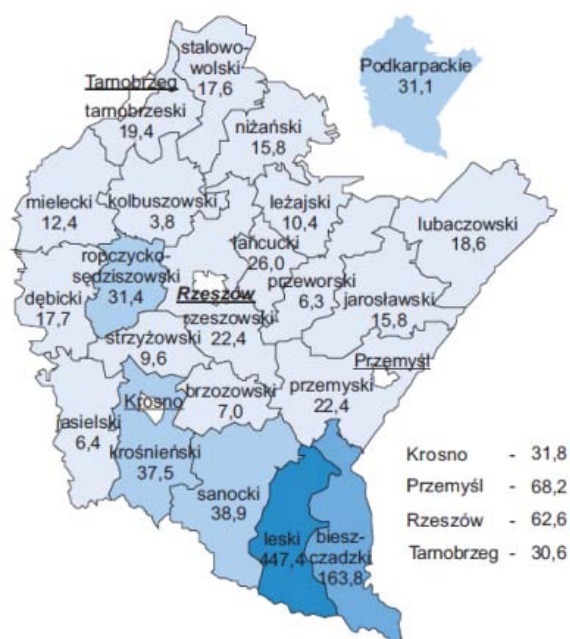 stalowo-
wolski
17,6
Podkarpackie
31,1
Tarnobrzeg
tarnobrzeski
19,4
niżański
15,8
mielecki
12,4
kolbuszowski
3,8
leżajski
10,4
lubaczowski
18,6
ropczycko-
sędziszowski
31,4
łańcucki
26,0
dębicki
17,7
Rzeszów
rzeszowski
22,4
przeworski
6,3
jarosławski
15,8
strzyżowski
9,6
Przemyśl
przemyski
22,4
Krosno
brzozowski
7,0
jasielski
6,4
krośnieński
37,5
sanocki
38,9
leski
447,4
biesz-
czadzki
163,8
Krosno - 31,8
Przemyśl - 68,2
Rzeszów - 62,6
Tarnobrzeg - 30,6